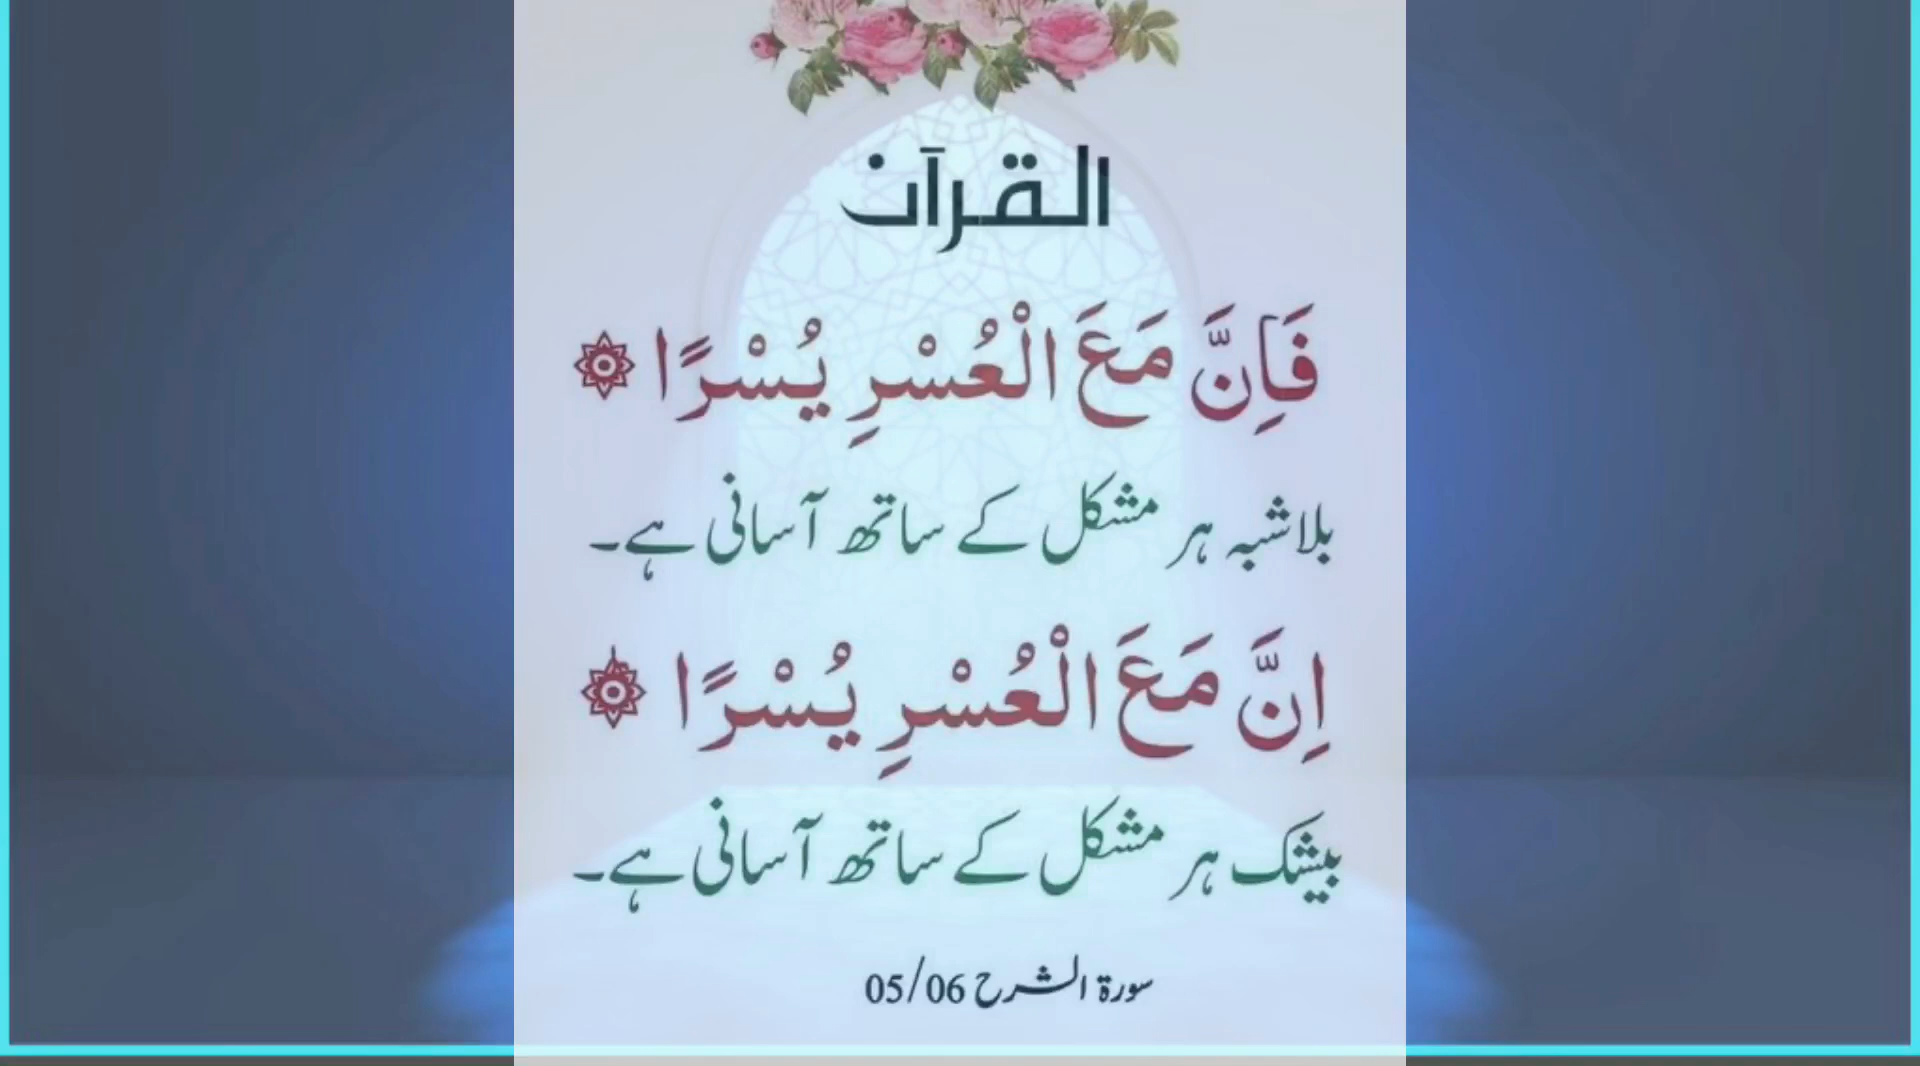 القرآن
فَاِنَّ مَعَ الْعُسْرِ يُسْرًا ۞
بلاشبہ ہر مشکل کے ساتھ آسانی ہے۔
اِنَّ مَعَ الْعُسْرِ يُسْرًا ۞
بیشک ہر مشکل کے ساتھ آسانی ہے۔
سورۃ الشرح 05/06